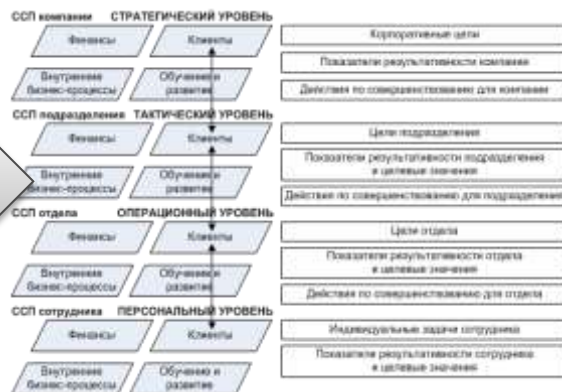 ССП компании СТРАТЕГИЧЕСКИЙ УРОВЕНЬ
Финансы
Клиенты
Внутренние
бизнес-процессы
Обучение и
развитие
Корпоративные цели
Показатели результативности компании
Действия по совершенствованию для компании
ССП подразделения ТАКТИЧЕСКИЙ УРОВЕНЬ
Финансы
Клиенты
Внутренние
бизнес-процессы
Обучение и
развитие
Цели подразделения
Показатели результативности подразделения
и целевые значения
Действия по совершенствованию для подразделения
ССП отдела ОПЕРАЦИОННЫЙ УРОВЕНЬ
Финансы
Клиенты
Внутренние
бизнес-процессы
Обучение и
развитие
Цели отдела
Показатели результативности отдела
и целевые значения
Действия по совершенствованию для отдела
ССП сотрудника ПЕРСОНАЛЬНЫЙ УРОВЕНЬ
Финансы
Клиенты
Внутренние
бизнес-процессы
Обучение и
развитие
Индивидуальные задачи сотрудника
Показатели результативности сотрудника
и целевые значения